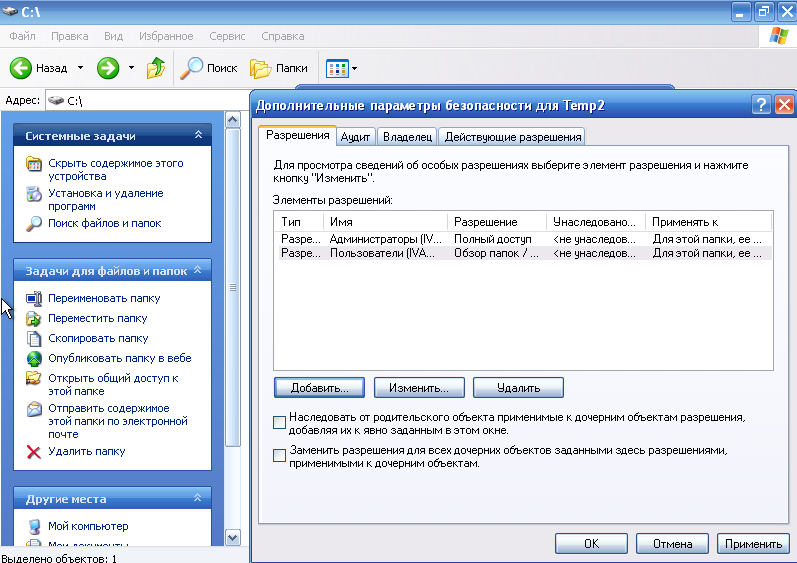 C:\
Файл Правка Вид Избранное Сервис Справка
Назад Поиск Папки
Адрес: C:\
Системные задачи
Скрыть содержимое этого
устройства
Установка и удаление
программ
Поиск файлов и папок
Задачи для файлов и папок
Переименовать папку
Переместить папку
Скопировать папку
Опубликовать папку в вебе
Открыть общий доступ к
этой папке
Отправить содержимое
этой папки по электронной
почте
Удалить папку
Другие места
Мой компьютер
Мои документы
Выделено объектов: 1
Дополнительные параметры безопасности для Temp2
Разрешения Аудит Владелец Действующие разрешения
Для просмотра сведений об особых разрешениях выберите элемент разрешения и нажмите
кнопку "Изменить".
Элементы разрешений:
Тип Имя Разрешение Унаследовано... Применять к
Разре... Администраторы (IV... Полный доступ <не унаследов... Для этой папки, ее ...
Разре... Пользователи (IVA... Обзор папок / ... <не унаследов... Для этой папки, ее ...
Добавить... Изменить... Удалить
Наследовать от родительского объекта применимые к дочерним объектам разрешения,
добавляя их к явно заданным в этом окне.
Заменить разрешения для всех дочерних объектов заданными здесь разрешениями,
применимыми к дочерним объектам.
OK Отмена Применить